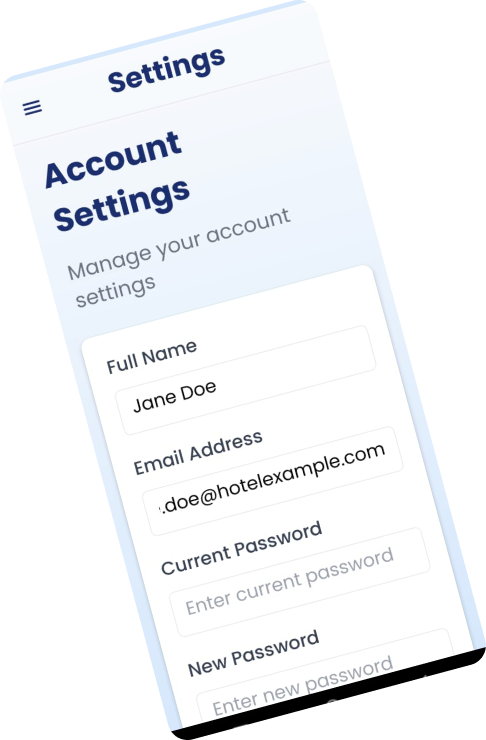 Settings
Account
Settings
Manage your account
settings
Full Name
Jane Doe
Email Address
.doe@hotelexample.com
Current Password
Enter current password
New Password
Enter new password